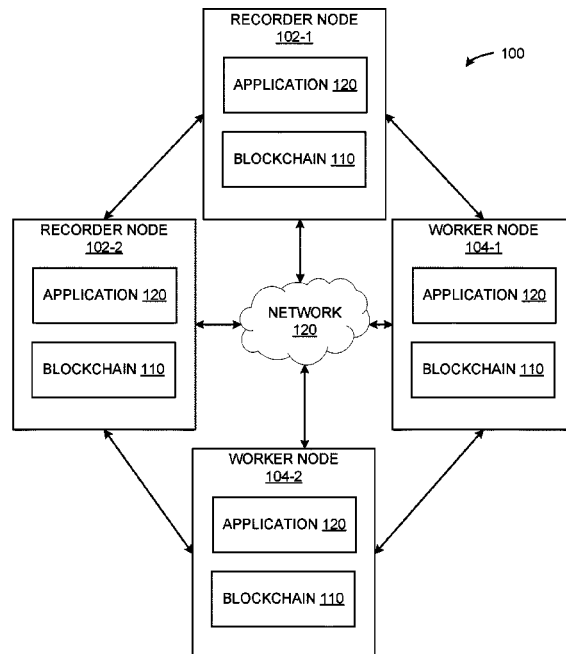 RECORDER NODE
102-1
100
APPLICATION 120
BLOCKCHAIN 110
RECORDER NODE
102-2
APPLICATION 120
BLOCKCHAIN 110
NETWORK
120
WORKER NODE
104-1
APPLICATION 120
BLOCKCHAIN 110
WORKER NODE
104-2
APPLICATION 120
BLOCKCHAIN 110